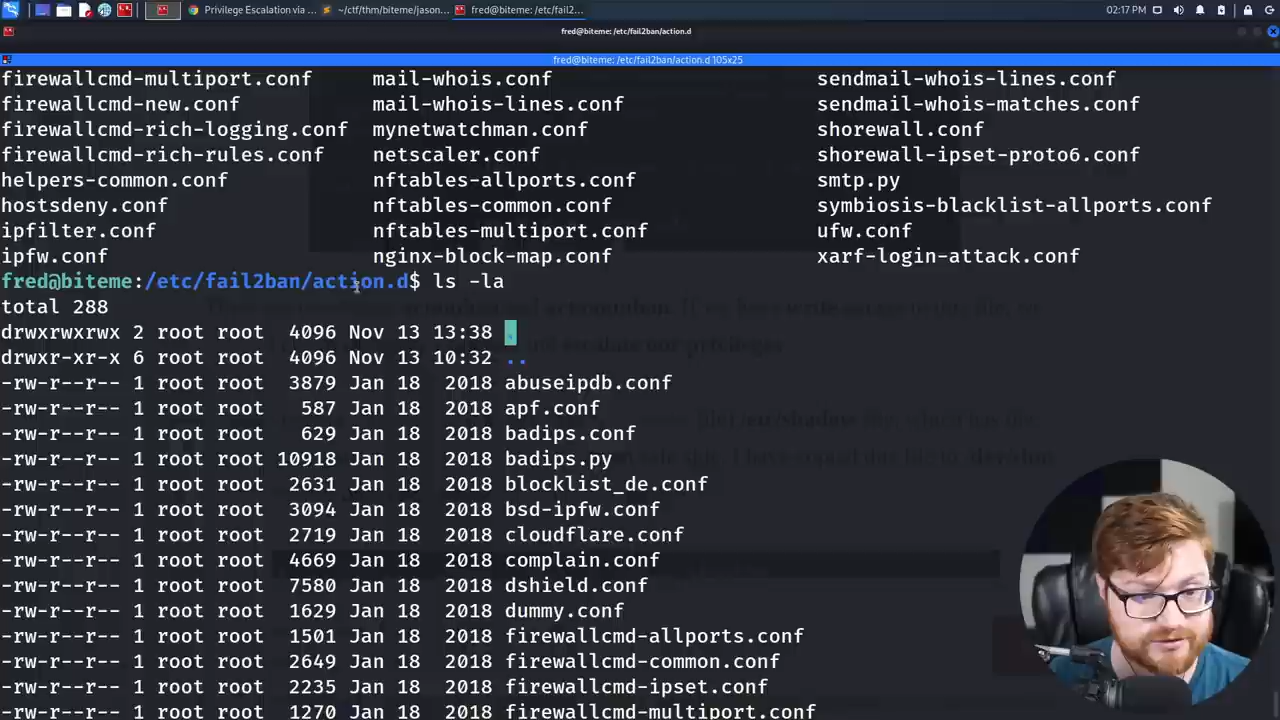 Privilege Escalation via ...
~/ctf/thm/biteme/jason...
fred@biteme: /etc/fail2...
02:17 PM
fred@biteme: /etc/fail2ban/action.d
fred@biteme: /etc/fail2ban/action.d 105x25
firewallcmd-multiport.conf mail-whois.conf sendmail-whois-lines.conf
firewallcmd-new.conf mail-whois-lines.conf sendmail-whois-matches.conf
firewallcmd-rich-logging.conf mynetwatchman.conf shorewall.conf
firewallcmd-rich-rules.conf netscaler.conf shorewall-ipset-proto6.conf
helpers-common.conf nftables-allports.conf smtp.py
hostsdeny.conf nftables-common.conf symbiosis-blacklist-allports.conf
ipfilter.conf nftables-multiport.conf ufw.conf
ipfw.conf nginx-block-map.conf xarf-login-attack.conf
fred@biteme:/etc/fail2ban/action.d$ ls -la
total 288
drwxrwxrwx 2 root root 4096 Nov 13 13:38 .
drwxr-xr-x 6 root root 4096 Nov 13 10:32 ..
-rw-r--r-- 1 root root 3879 Jan 18 2018 abuseipdb.conf
-rw-r--r-- 1 root root 587 Jan 18 2018 apf.conf
-rw-r--r-- 1 root root 629 Jan 18 2018 badips.conf
-rw-r--r-- 1 root root 10918 Jan 18 2018 badips.py
-rw-r--r-- 1 root root 2631 Jan 18 2018 blocklist_de.conf
-rw-r--r-- 1 root root 3094 Jan 18 2018 bsd-ipfw.conf
-rw-r--r-- 1 root root 2719 Jan 18 2018 cloudflare.conf
-rw-r--r-- 1 root root 4669 Jan 18 2018 complain.conf
-rw-r--r-- 1 root root 7580 Jan 18 2018 dshield.conf
-rw-r--r-- 1 root root 1629 Jan 18 2018 dummy.conf
-rw-r--r-- 1 root root 1501 Jan 18 2018 firewallcmd-allports.conf
-rw-r--r-- 1 root root 2649 Jan 18 2018 firewallcmd-common.conf
-rw-r--r-- 1 root root 2235 Jan 18 2018 firewallcmd-ipset.conf
-rw-r--r-- 1 root root 1270 Jan 18 2018 firewallcmd-multiport.conf